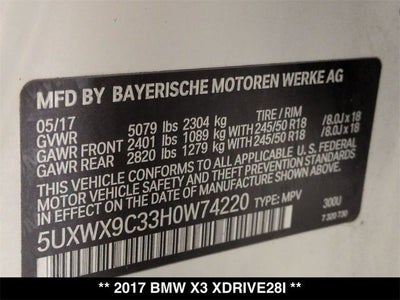 MFD BY BAYERISCHE MOTOREN WERKE AG
05/17
GVWR 5079 lbs 2304 kg TIRE / RIM
GAWR FRONT 2401 lbs 1089 kg WITH 245/50 R18 /8.0J x 18
GAWR REAR 2820 lbs 1279 kg WITH 245/50 R18 /8.0J x 18
THIS VEHICLE CONFORMS TO ALL APPLICABLE U.S. FEDERAL
MOTOR VEHICLE SAFETY AND THEFT PREVENTION STANDARDS
IN EFFECT ON THE DATE OF MANUFACTURE SHOWN ABOVE.
5UXWX9C33H0W74220 TYPE: MPV 300U
7 320 730
** 2017 BMW X3 XDRIVE28I **